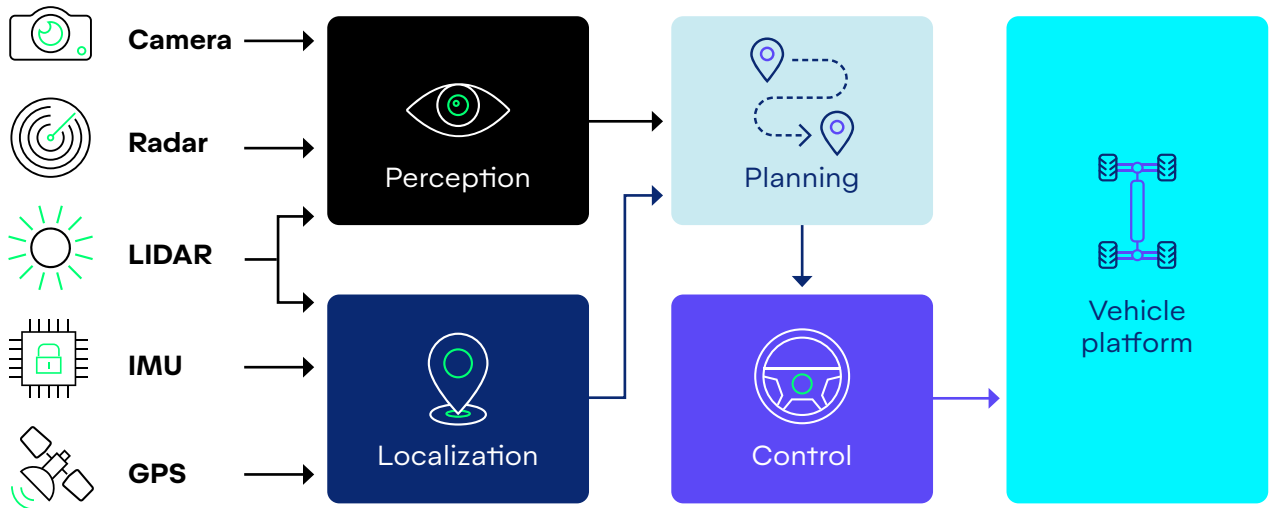 Camera
Radar
LIDAR
IMU
GPS
Perception
Localization
Planning
Control
Vehicle
platform